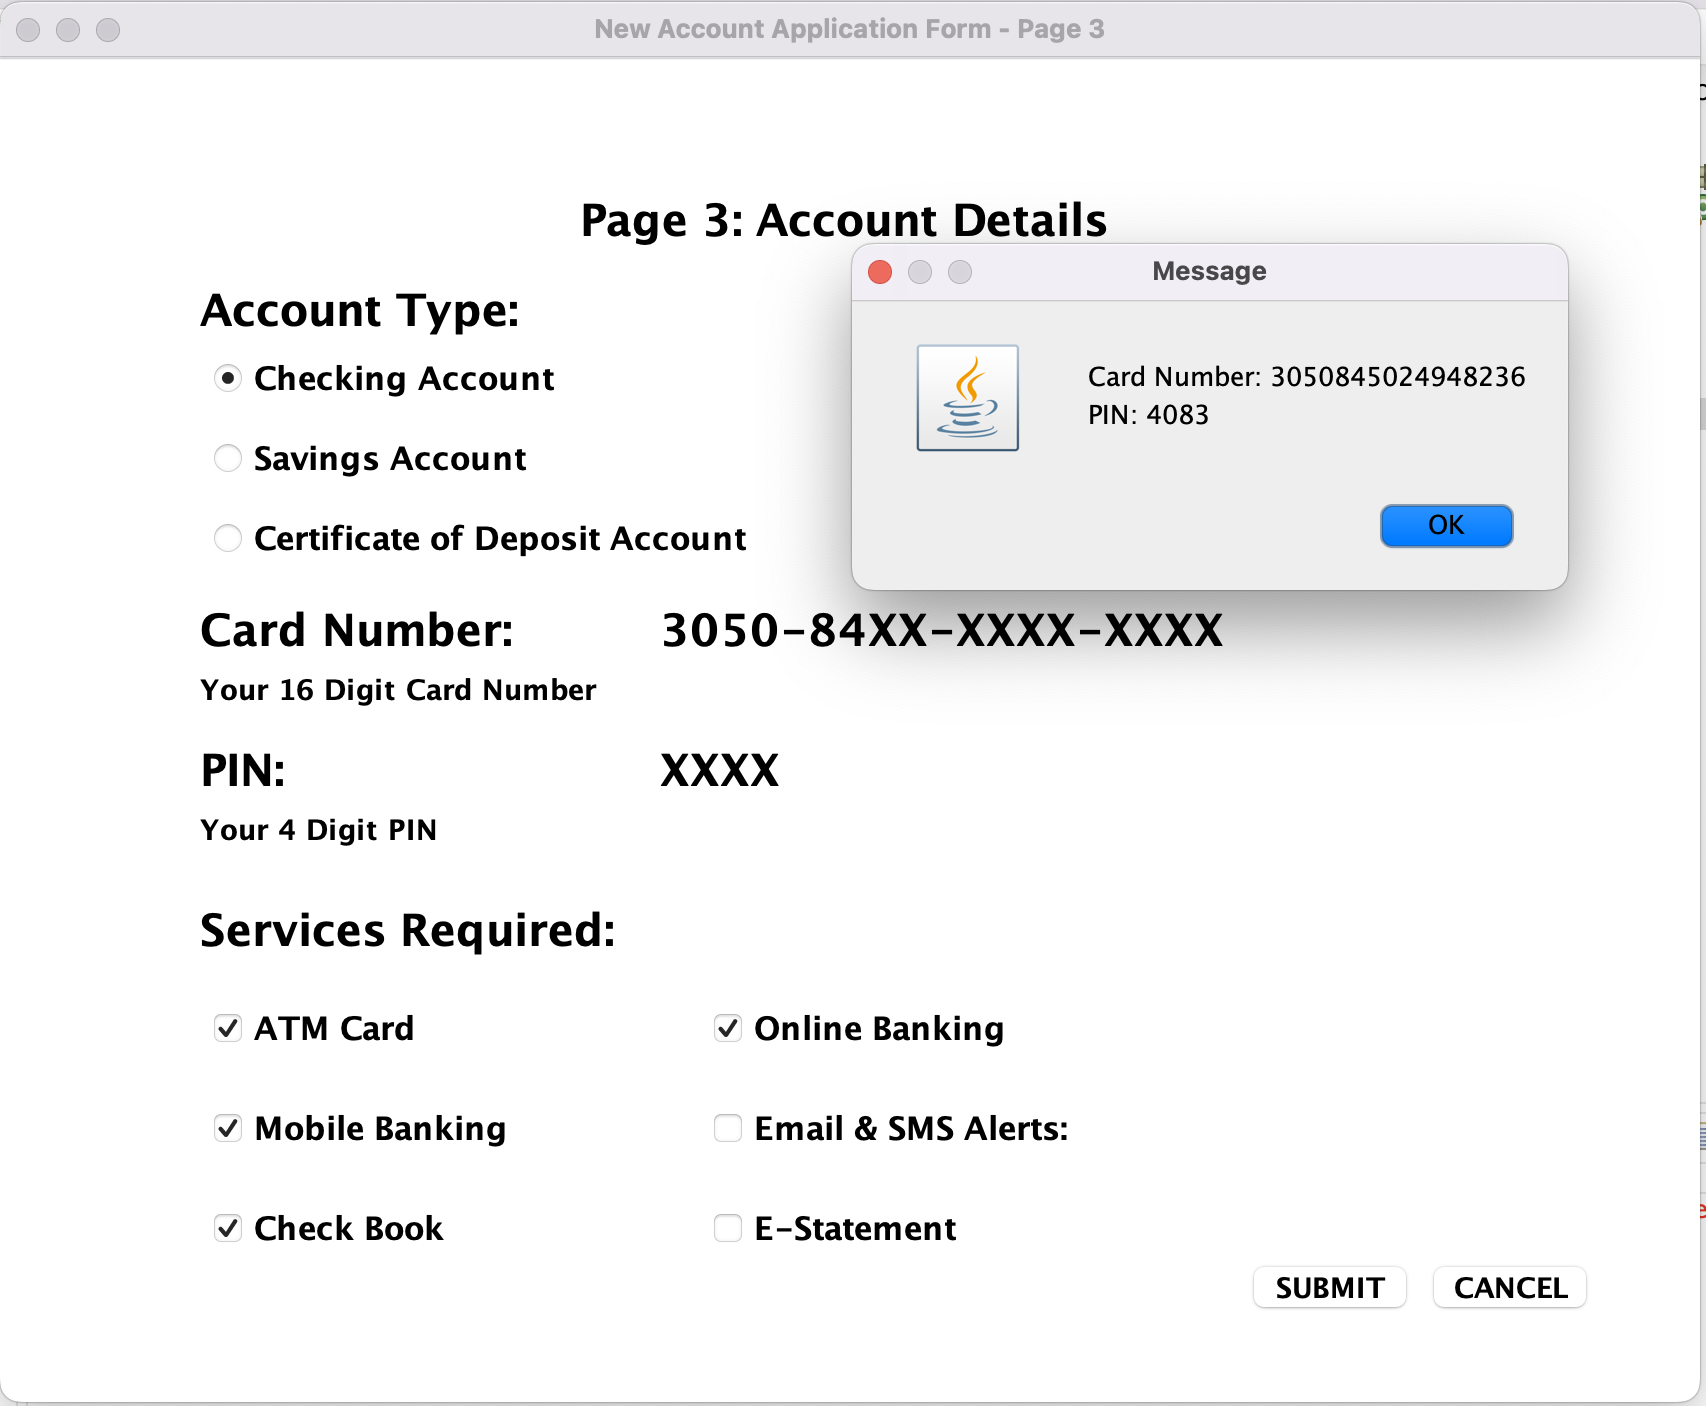 New Account Application Form - Page 3
Page 3: Account Details
Message
Card Number: 3050845024948236
PIN: 4083
OK
Account Type:
Checking Account
Savings Account
Certificate of Deposit Account
Card Number: 3050-84XX-XXXX-XXXX
Your 16 Digit Card Number
PIN: XXXX
Your 4 Digit PIN
Services Required:
ATM Card Online Banking
Mobile Banking Email & SMS Alerts:
Check Book E-Statement
SUBMIT CANCEL